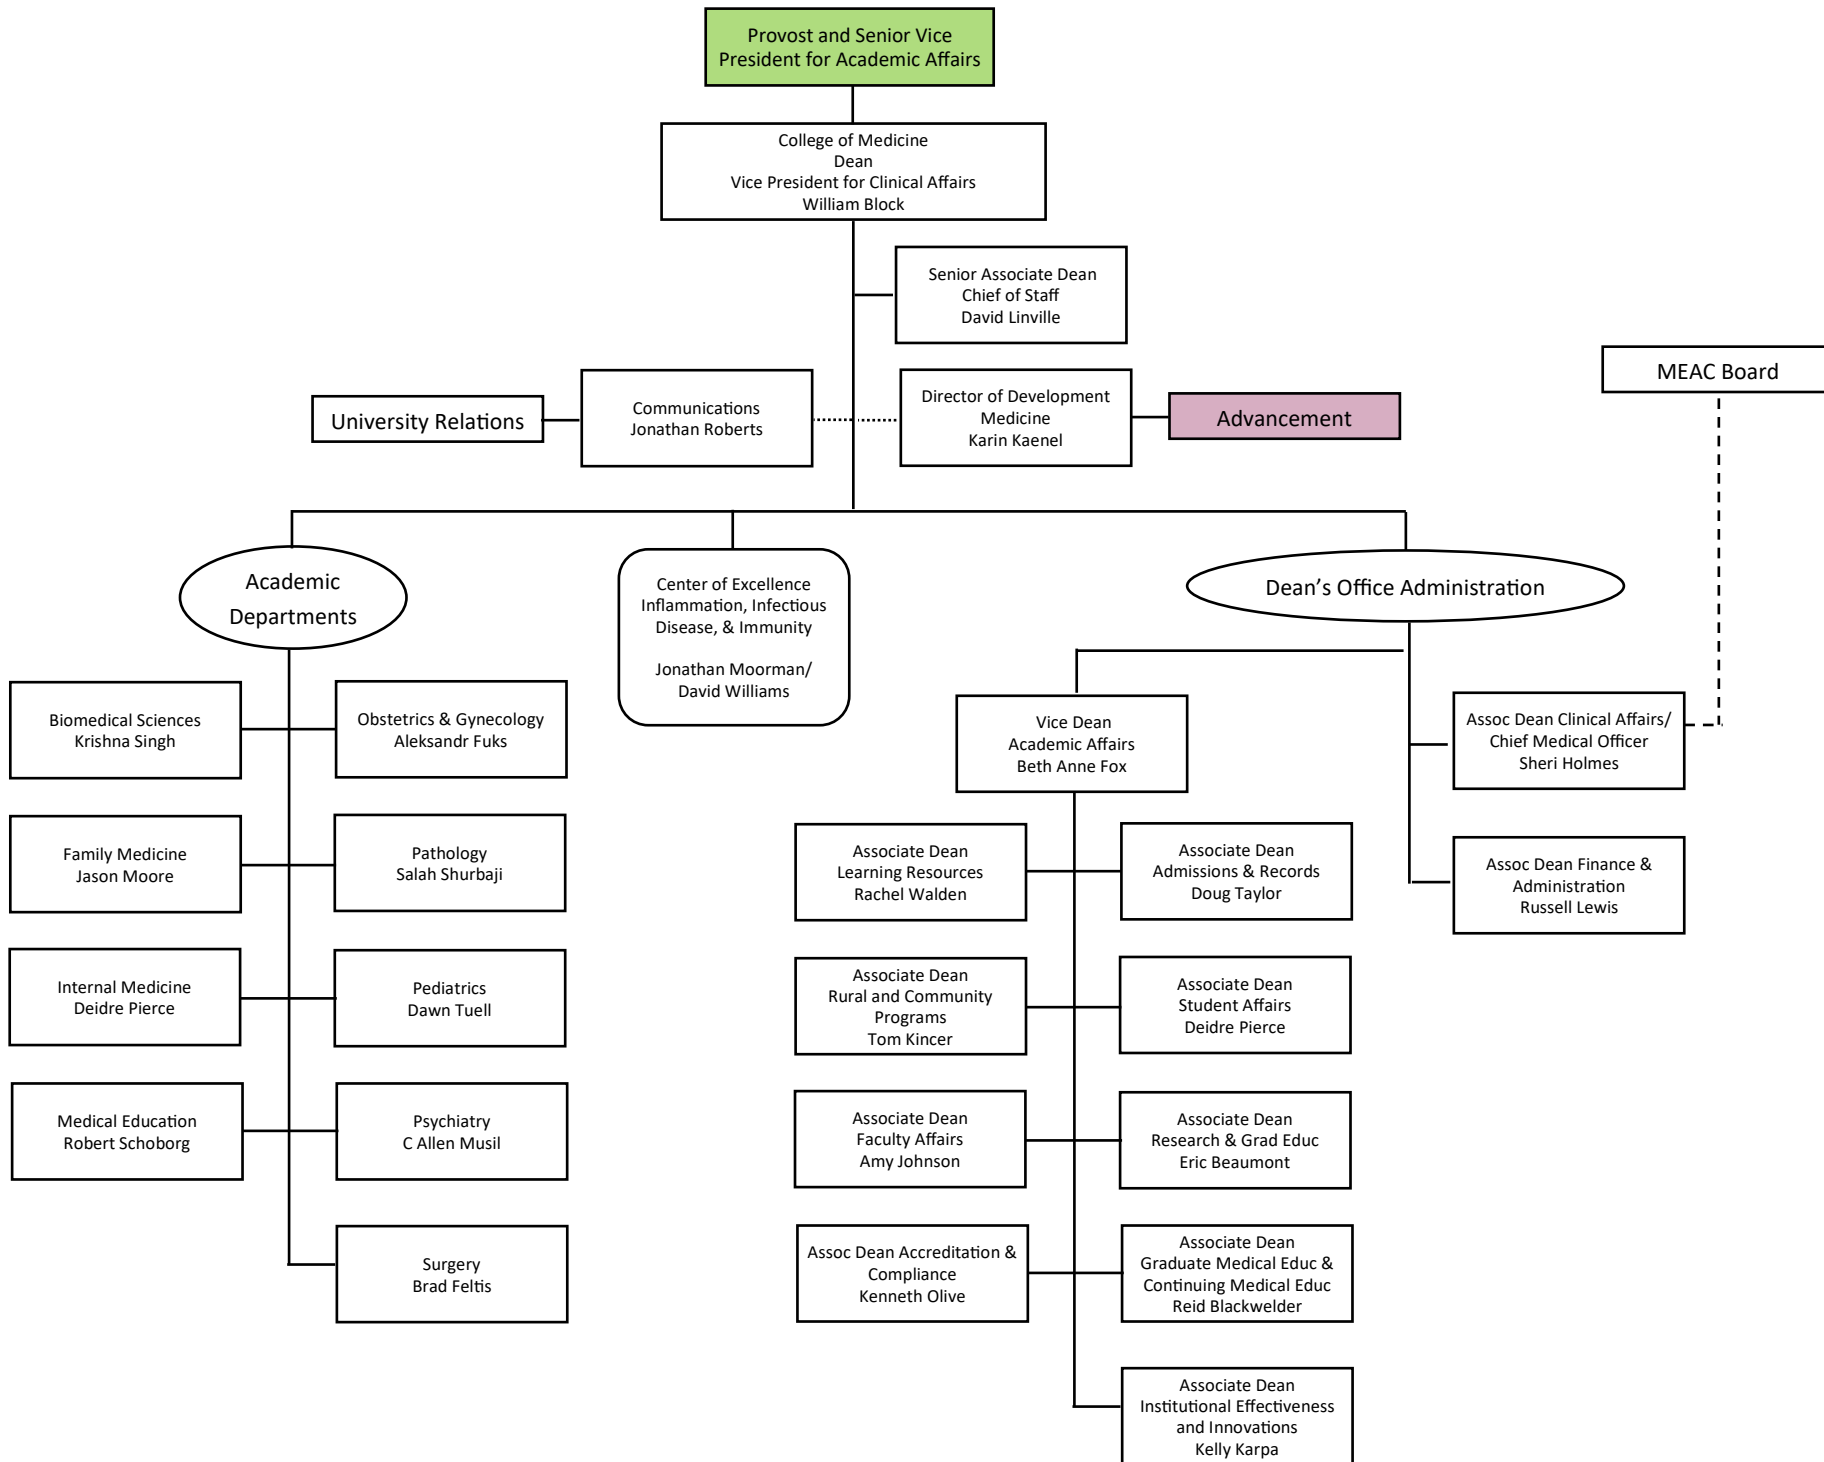 Provost and Senior Vice
President for Academic Affairs
College of Medicine
Dean
Vice President for Clinical Affairs
William Block
Senior Associate Dean
Chief of Staff
David Linville
MEAC Board
University Relations
Communications
Jonathan Roberts
Director of Development
Medicine
Karin Kaenel
Advancement
Academic
Departments
Center of Excellence
Inflammation, Infectious
Disease, & Immunity
Jonathan Moorman/
David Williams
Dean’s Office Administration
Biomedical Sciences
Krishna Singh
Obstetrics & Gynecology
Aleksandr Fuks
Family Medicine
Jason Moore
Pathology
Salah Shurbaji
Internal Medicine
Deidre Pierce
Pediatrics
Dawn Tuell
Medical Education
Robert Schoborg
Psychiatry
C Allen Musil
Surgery
Brad Feltis
Vice Dean
Academic Affairs
Beth Anne Fox
Assoc Dean Clinical Affairs/
Chief Medical Officer
Sheri Holmes
Assoc Dean Finance &
Administration
Russell Lewis
Associate Dean
Learning Resources
Rachel Walden
Associate Dean
Admissions & Records
Doug Taylor
Associate Dean
Rural and Community
Programs
Tom Kincer
Associate Dean
Student Affairs
Deidre Pierce
Associate Dean
Faculty Affairs
Amy Johnson
Associate Dean
Research & Grad Educ
Eric Beaumont
Assoc Dean Accreditation &
Compliance
Kenneth Olive
Associate Dean
Graduate Medical Educ &
Continuing Medical Educ
Reid Blackwelder
Associate Dean
Institutional Effectiveness
and Innovations
Kelly Karpa